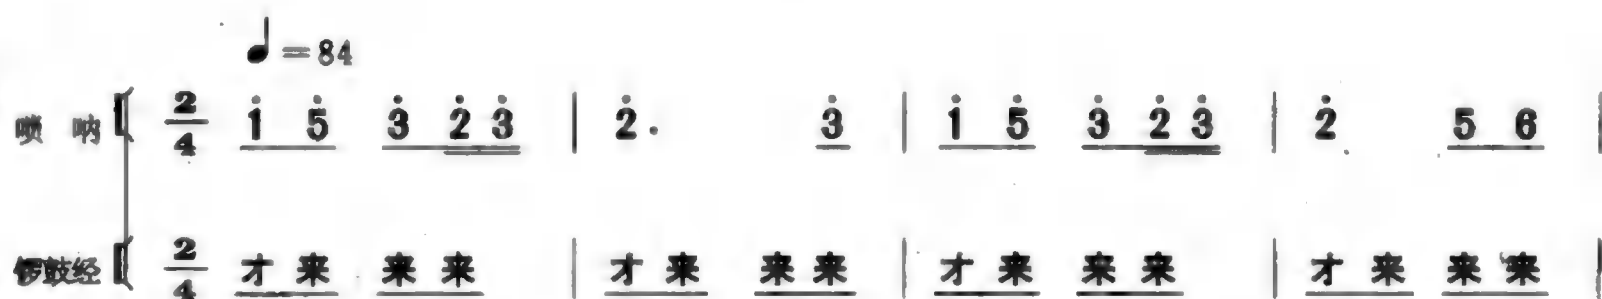 ♩=84
唢呐 2/4 1̇ 5̇ 3̇ 2̇ 3̇ | 2̇. 3̇ | 1̇ 5̇ 3̇ 2̇ 3̇ | 2̇ 5 6 |
锣鼓经 2/4 才来 来来 | 才来 来来 | 才来 来来 | 才来 来来 |